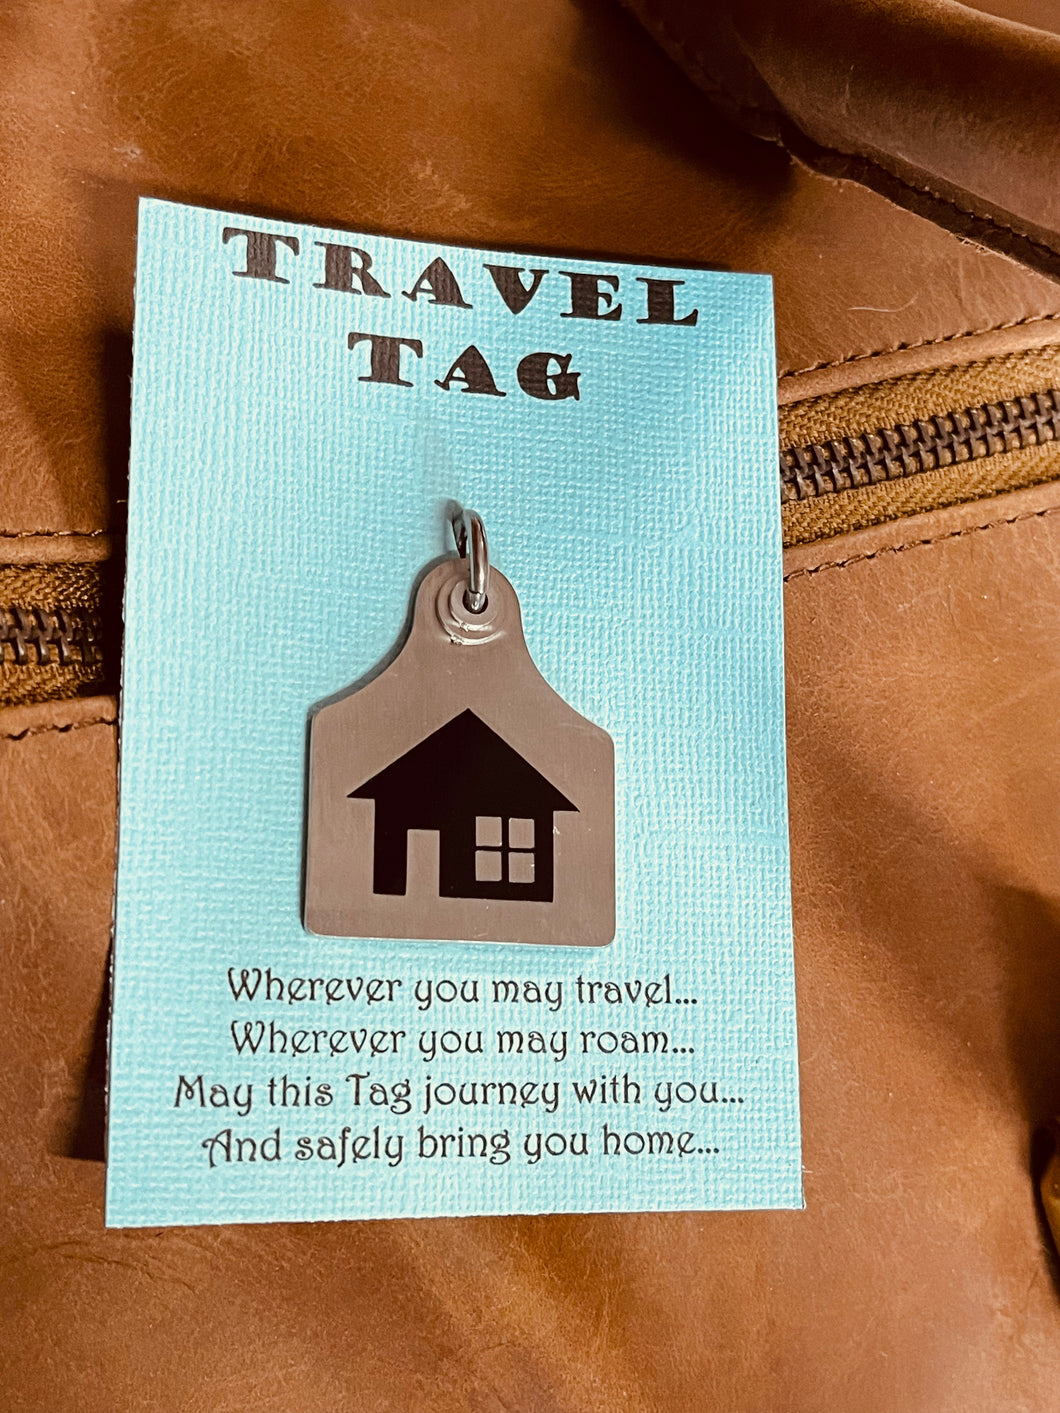 TRAVEL
TAG
Wherever you may travel...
Wherever you may roam...
May this Tag journey with you...
And safely bring you home...